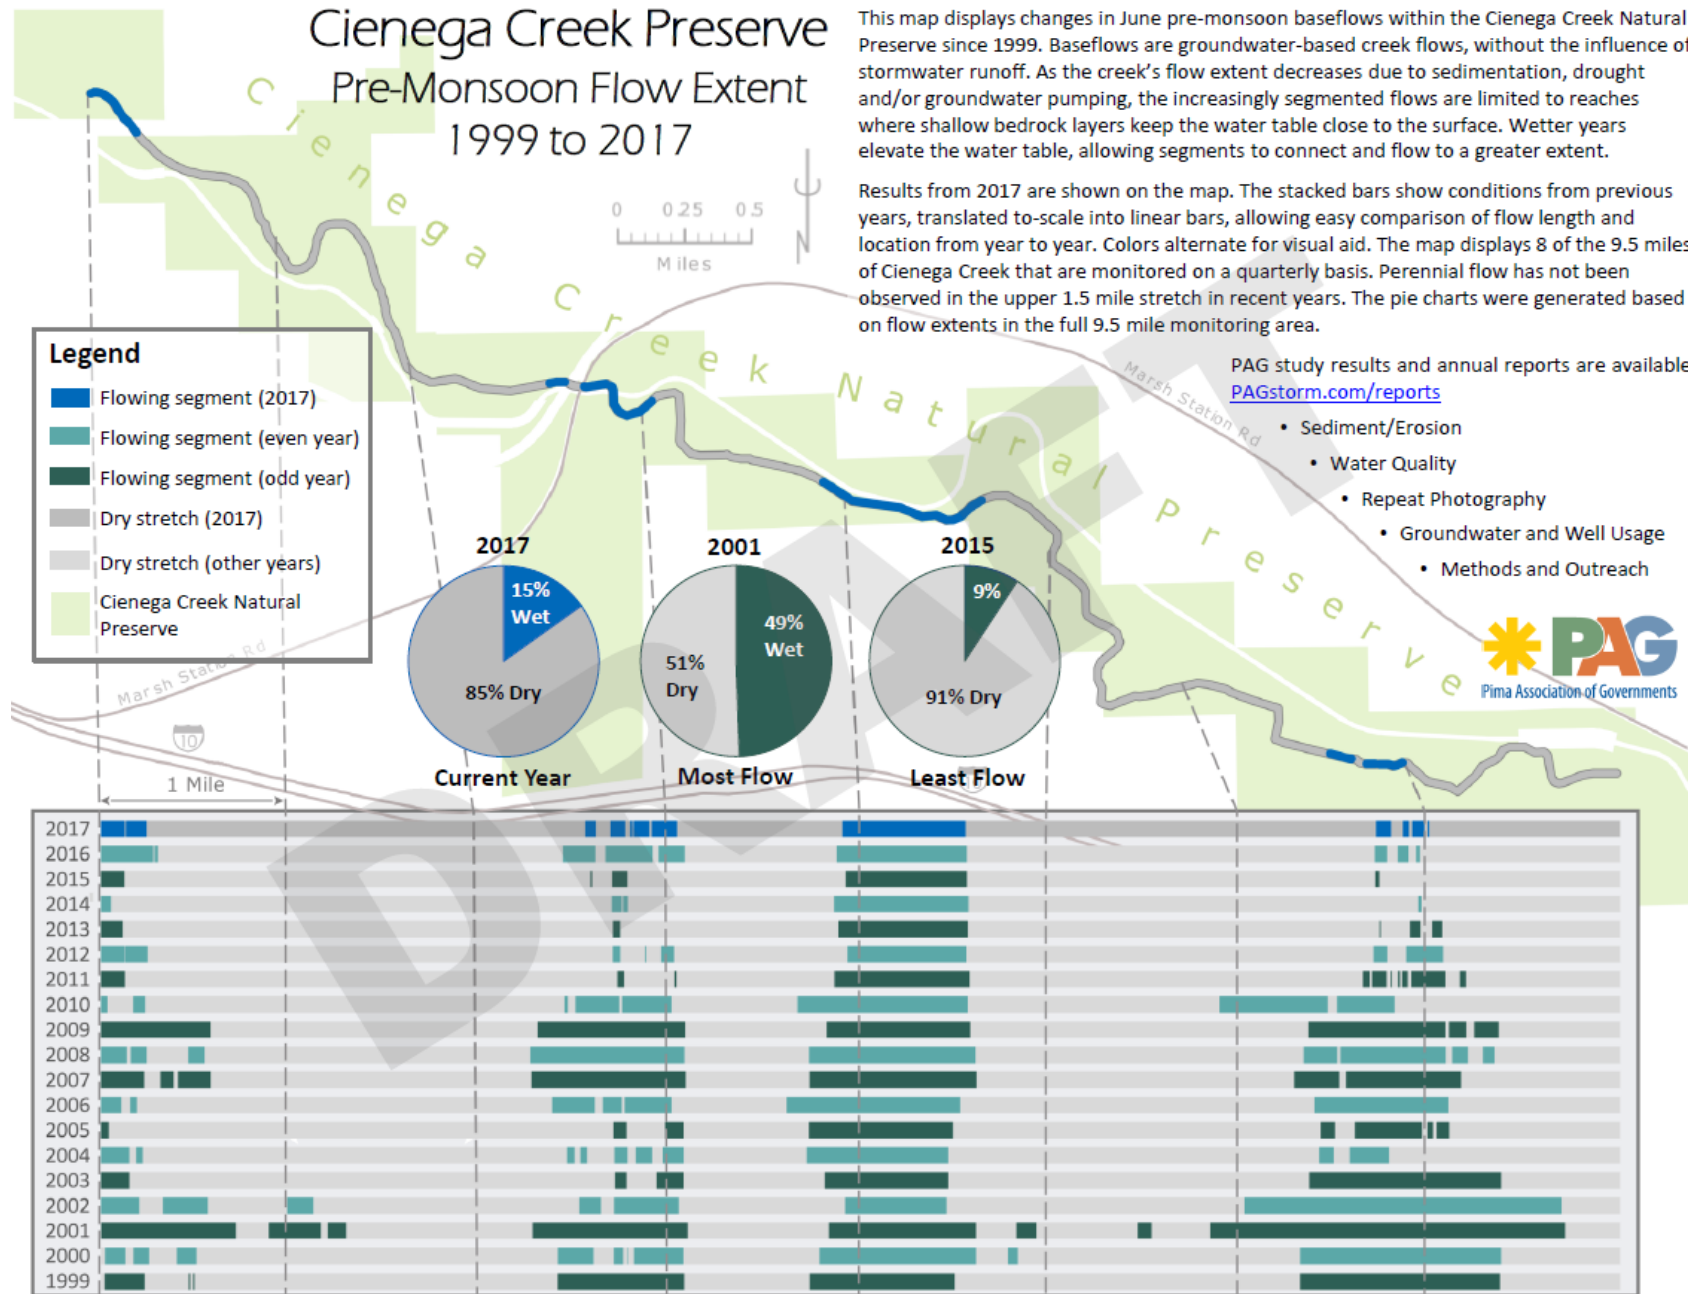 Cienega Creek Preserve
Pre-Monsoon Flow Extent
1999 to 2017
This map displays changes in June pre-monsoon baseflows within the Cienega Creek Natural
Preserve since 1999. Baseflows are groundwater-based creek flows, without the influence of
stormwater runoff. As the creek's flow extent decreases due to sedimentation, drought
and/or groundwater pumping, the increasingly segmented flows are limited to reaches
where shallow bedrock layers keep the water table close to the surface. Wetter years
elevate the water table, allowing segments to connect and flow to a greater extent.
Results from 2017 are shown on the map. The stacked bars show conditions from previous
years, translated to-scale into linear bars, allowing easy comparison of flow length and
location from year to year. Colors alternate for visual aid. The map displays 8 of the 9.5 miles
of Cienega Creek that are monitored on a quarterly basis. Perennial flow has not been
observed in the upper 1.5 mile stretch in recent years. The pie charts were generated based
on flow extents in the full 9.5 mile monitoring area.
PAG study results and annual reports are available
PAGstorm.com/reports
• Sediment/Erosion
• Water Quality
• Repeat Photography
• Groundwater and Well Usage
• Methods and Outreach
PAG
Pima Association of Governments
0 0.25 0.5
Miles
N
Cienega Creek Natural Preserve
Marsh Station Rd
Legend
Flowing segment (2017)
Flowing segment (even year)
Flowing segment (odd year)
Dry stretch (2017)
Dry stretch (other years)
Cienega Creek Natural
Preserve
Marsh Station Rd
10
1 Mile
2017
15%
Wet
85% Dry
Current Year
2001
49%
Wet
51%
Dry
Most Flow
2015
9%
91% Dry
Least Flow
DRAFT
2017
2016
2015
2014
2013
2012
2011
2010
2009
2008
2007
2006
2005
2004
2003
2002
2001
2000
1999